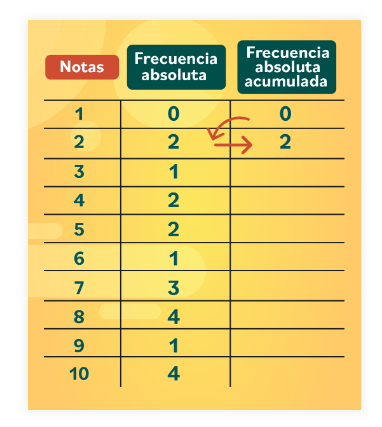 Notas
Frecuencia
absoluta
Frecuencia
absoluta
acumulada
1 0 0
2 2 2
3 1
4 2
5 2
6 1
7 3
8 4
9 1
10 4